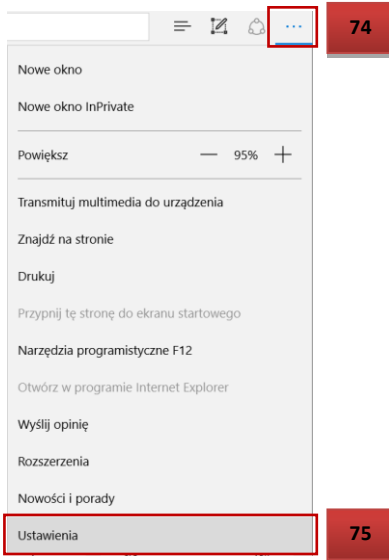 74
Nowe okno
Nowe okno InPrivate
Powiększ — 95% +
Transmituj multimedia do urządzenia
Znajdź na stronie
Drukuj
Przypnij tę stronę do ekranu startowego
Narzędzia programistyczne F12
Otwórz w programie Internet Explorer
Wyślij opinię
Rozszerzenia
Nowości i porady
Ustawienia 75